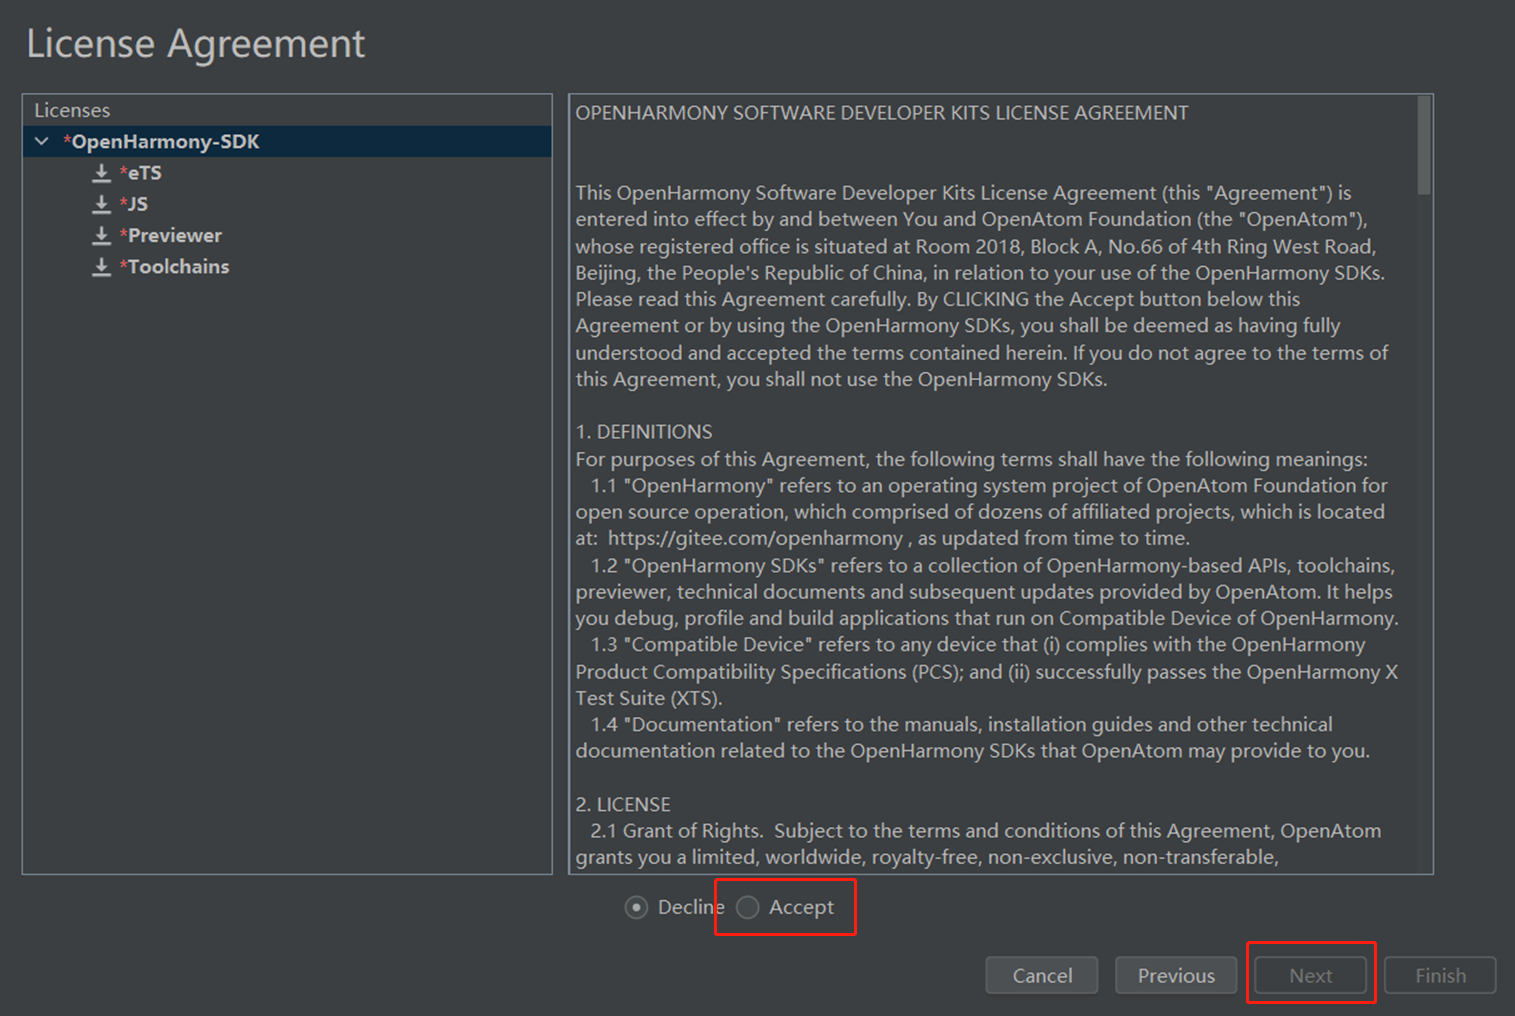 License Agreement
Licenses
*OpenHarmony-SDK
*eTS
*JS
*Previewer
*Toolchains
OPENHARMONY SOFTWARE DEVELOPER KITS LICENSE AGREEMENT
This OpenHarmony Software Developer Kits License Agreement (this "Agreement") is
entered into effect by and between You and OpenAtom Foundation (the "OpenAtom"),
whose registered office is situated at Room 2018, Block A, No.66 of 4th Ring West Road,
Beijing, the People's Republic of China, in relation to your use of the OpenHarmony SDKs.
Please read this Agreement carefully. By CLICKING the Accept button below this
Agreement or by using the OpenHarmony SDKs, you shall be deemed as having fully
understood and accepted the terms contained herein. If you do not agree to the terms of
this Agreement, you shall not use the OpenHarmony SDKs.
1. DEFINITIONS
For purposes of this Agreement, the following terms shall have the following meanings:
1.1 "OpenHarmony" refers to an operating system project of OpenAtom Foundation for
open source operation, which comprised of dozens of affiliated projects, which is located
at: https://gitee.com/openharmony , as updated from time to time.
1.2 "OpenHarmony SDKs" refers to a collection of OpenHarmony-based APIs, toolchains,
previewer, technical documents and subsequent updates provided by OpenAtom. It helps
you debug, profile and build applications that run on Compatible Device of OpenHarmony.
1.3 "Compatible Device" refers to any device that (i) complies with the OpenHarmony
Product Compatibility Specifications (PCS); and (ii) successfully passes the OpenHarmony X
Test Suite (XTS).
1.4 "Documentation" refers to the manuals, installation guides and other technical
documentation related to the OpenHarmony SDKs that OpenAtom may provide to you.
2. LICENSE
2.1 Grant of Rights. Subject to the terms and conditions of this Agreement, OpenAtom
grants you a limited, worldwide, royalty-free, non-exclusive, non-transferable,
Decline Accept
Cancel Previous Next Finish